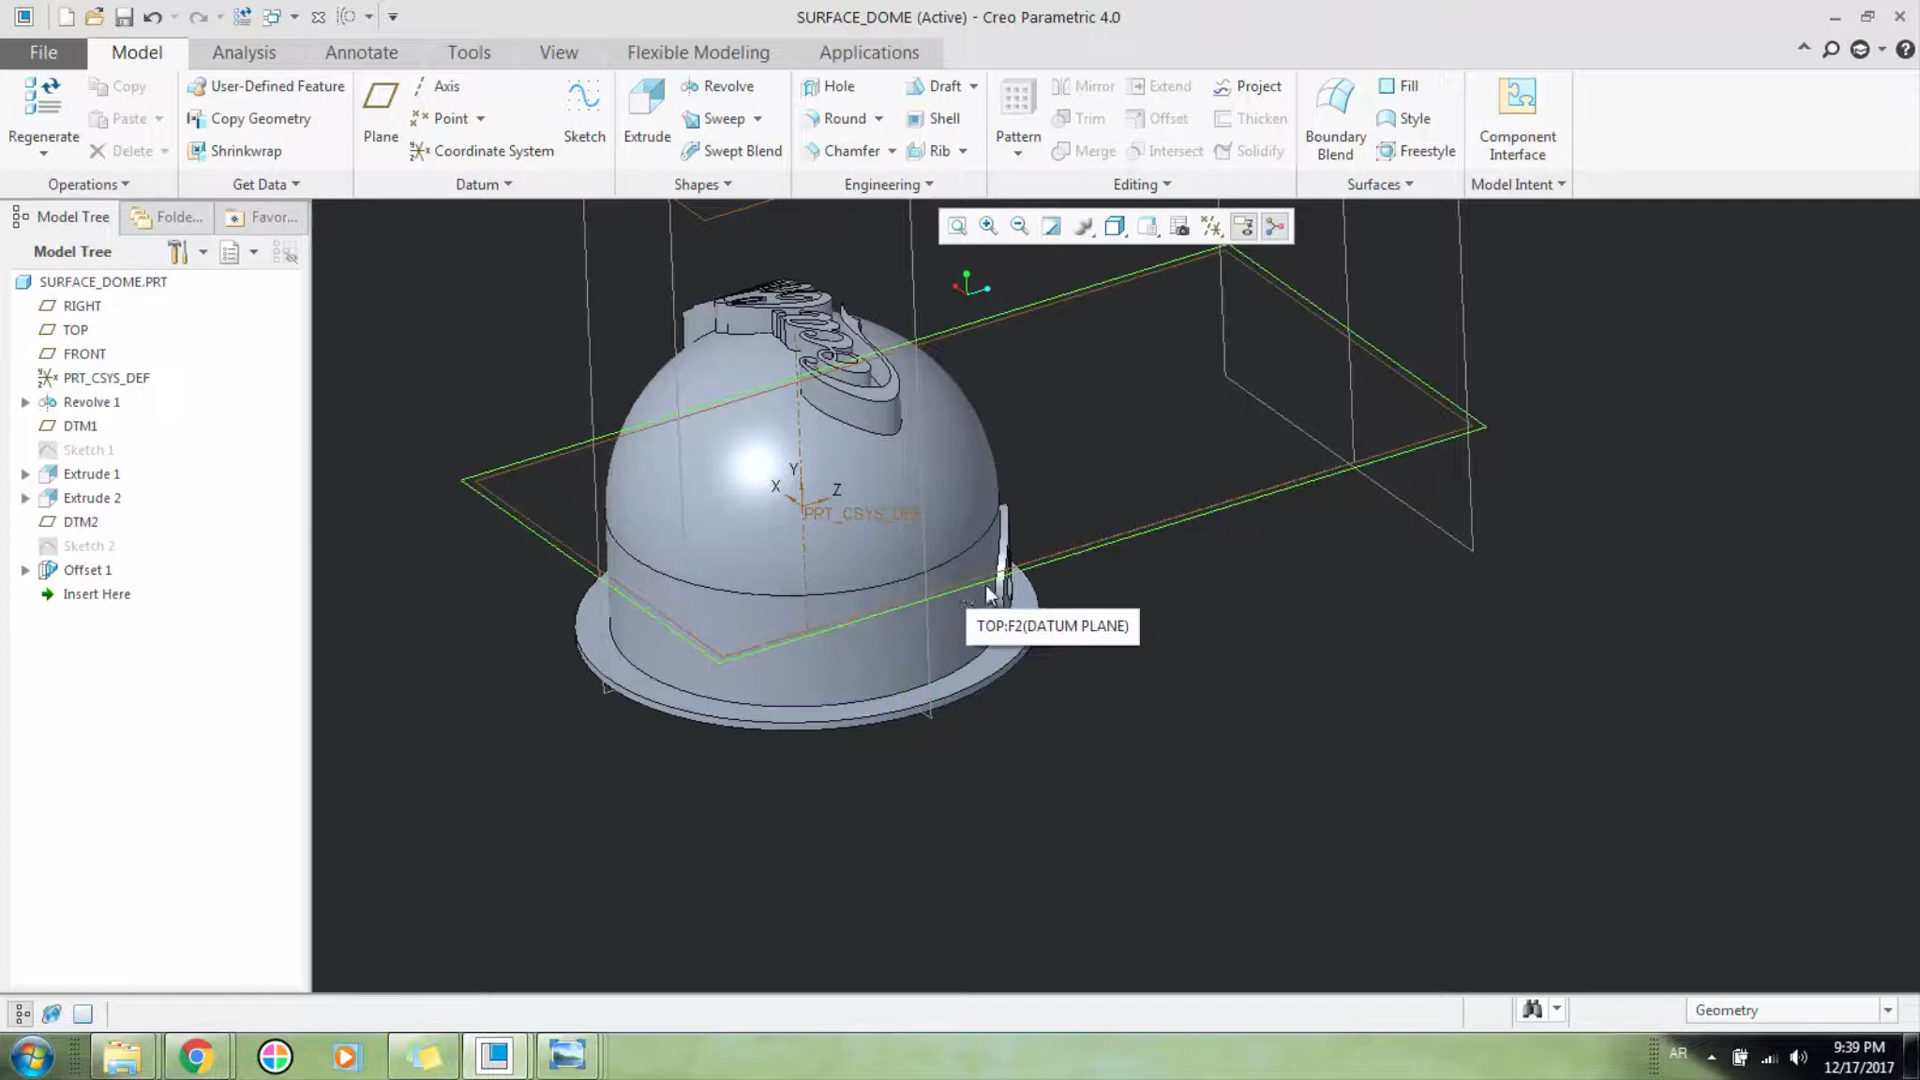 SURFACE_DOME (Active) - Creo Parametric 4.0
File Model Analysis Annotate Tools View Flexible Modeling Applications
Regenerate
Copy
Paste
Delete
Operations
User-Defined Feature
Copy Geometry
Shrinkwrap
Get Data
Plane
Axis
Point
Coordinate System
Sketch
Datum
Extrude
Revolve
Sweep
Swept Blend
Shapes
Hole
Round
Chamfer
Draft
Shell
Rib
Engineering
Pattern
Mirror
Trim
Merge
Extend
Offset
Intersect
Project
Thicken
Solidify
Editing
Boundary
Blend
Fill
Style
Freestyle
Surfaces
Component
Interface
Model Intent
Model Tree Folde... Favor...
Model Tree
SURFACE_DOME.PRT
RIGHT
TOP
FRONT
PRT_CSYS_DEF
Revolve 1
DTM1
Sketch 1
Extrude 1
Extrude 2
DTM2
Sketch 2
Offset 1
Insert Here
Y
X
Z
PRT_CSYS_DEF
TOP:F2(DATUM PLANE)
Geometry
AR
9:39 PM
12/17/2017